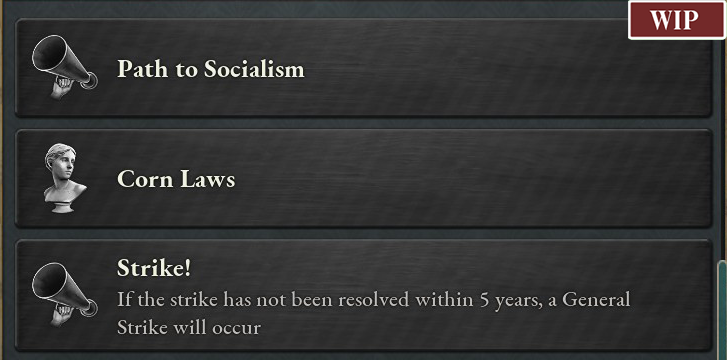 WIP
Path to Socialism
Corn Laws
Strike!
If the strike has not been resolved within 5 years, a General
Strike will occur